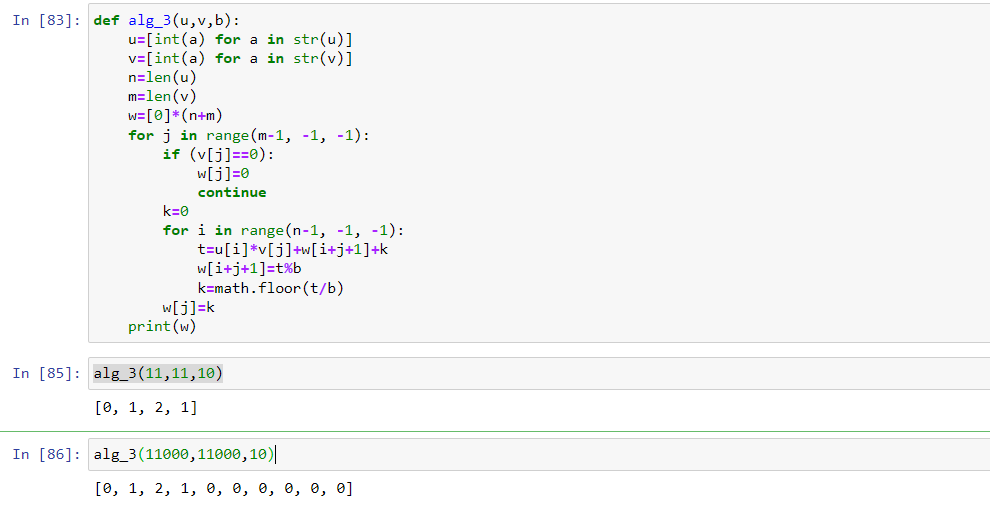 In [83]: def alg_3(u,v,b):
    u=[int(a) for a in str(u)]
    v=[int(a) for a in str(v)]
    n=len(u)
    m=len(v)
    w=[0]*(n+m)
    for j in range(m-1, -1, -1):
        if (v[j]==0):
            w[j]=0
            continue
        k=0
        for i in range(n-1, -1, -1):
            t=u[i]*v[j]+w[i+j+1]+k
            w[i+j+1]=t%b
            k=math.floor(t/b)
        w[j]=k
    print(w)
In [85]: alg_3(11,11,10)
[0, 1, 2, 1]
In [86]: alg_3(11000,11000,10)
[0, 1, 2, 1, 0, 0, 0, 0, 0, 0]